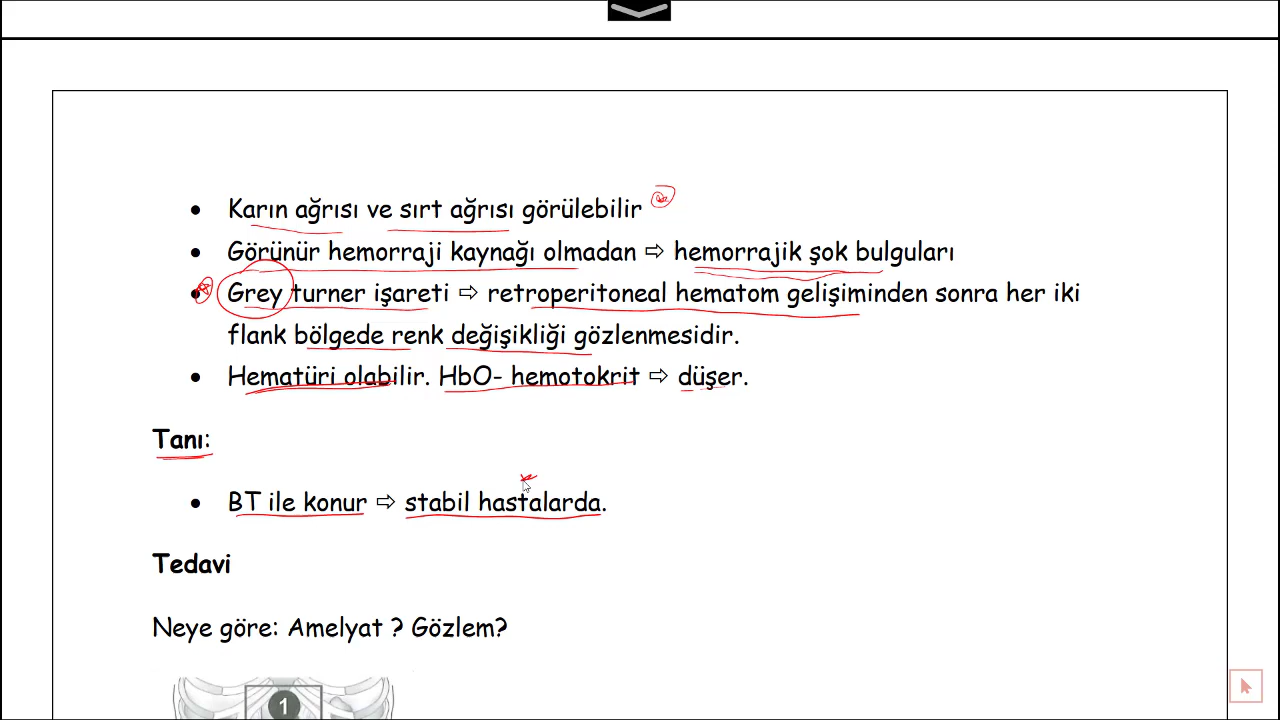 • Karın ağrısı ve sırt ağrısı görülebilir
• Görünür hemorraji kaynağı olmadan ⇨ hemorrajik şok bulguları
• Grey turner işareti ⇨ retroperitoneal hematom gelişiminden sonra her iki
flank bölgede renk değişikliği gözlenmesidir.
• Hematüri olabilir. HbO- hemotokrit ⇨ düşer.
Tanı:
• BT ile konur ⇨ stabil hastalarda.
Tedavi
Neye göre: Amelyat ? Gözlem?
1